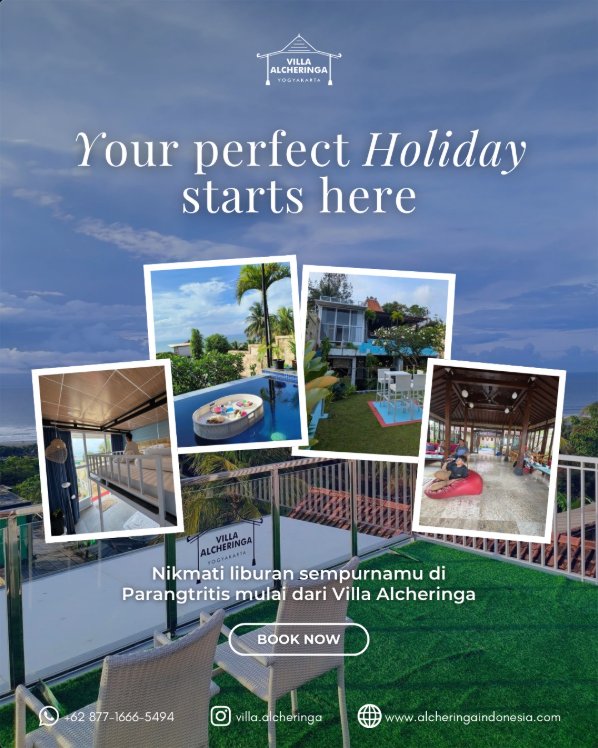 VILLA
ALCHERINGA
YOGYAKARTA
Your perfect Holiday
starts here
VILLA
ALCHERINGA
YOGYAKARTA
Nikmati liburan sempurnamu di
Parangtritis mulai dari Villa Alcheringa
BOOK NOW
+62 877-1666-5494
villa.alcheringa
www.alcheringaindonesia.com